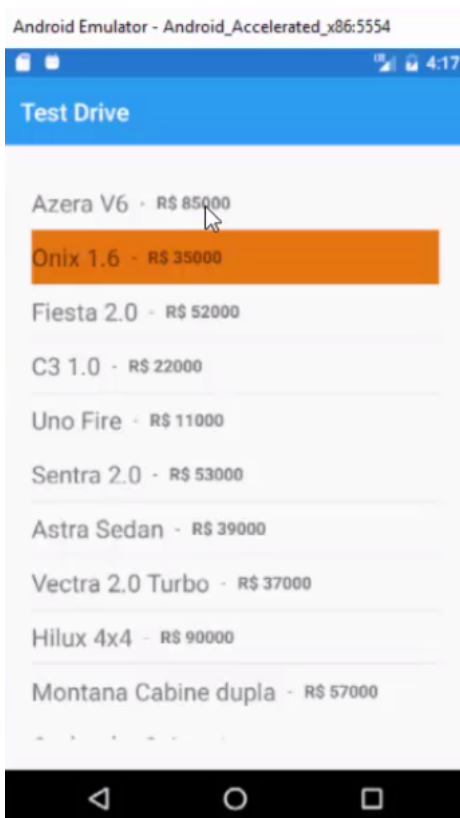 Android Emulator - Android_Accelerated_x86:5554
4:17
Test Drive
Azera V6 - R$ 85000
Onix 1.6 - R$ 35000
Fiesta 2.0 - R$ 52000
C3 1.0 - R$ 22000
Uno Fire - R$ 11000
Sentra 2.0 - R$ 53000
Astra Sedan - R$ 39000
Vectra 2.0 Turbo - R$ 37000
Hilux 4x4 - R$ 90000
Montana Cabine dupla - R$ 57000